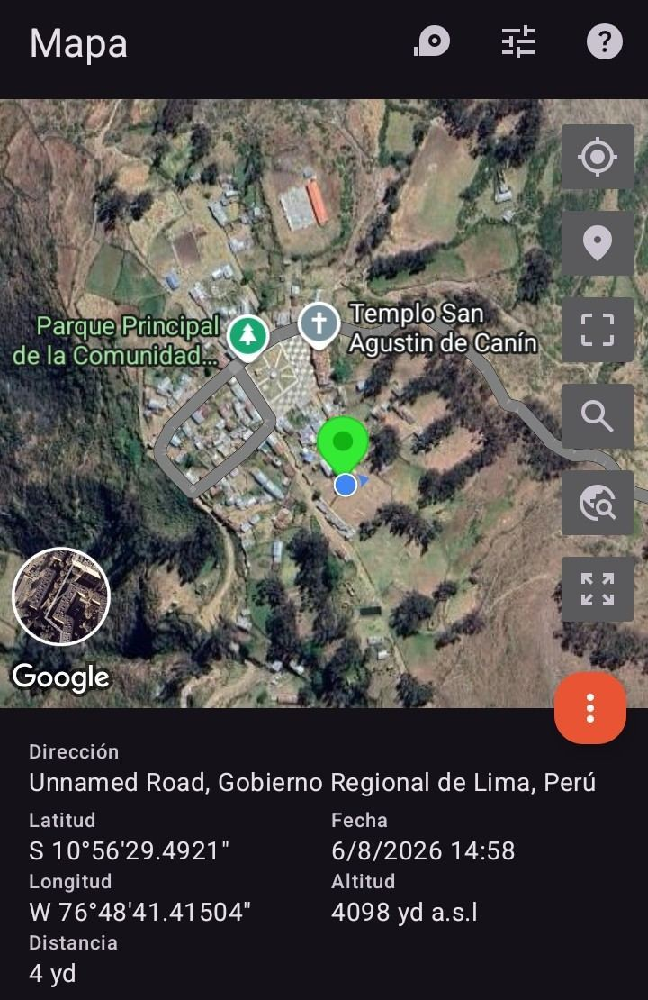 Mapa
Parque Principal
de la Comunidad...
Templo San
Agustin de Canín
Google
Dirección
Unnamed Road, Gobierno Regional de Lima, Perú
Latitud
S 10°56'29.4921"
Fecha
6/8/2026 14:58
Longitud
W 76°48'41.41504"
Altitud
4098 yd a.s.l
Distancia
4 yd